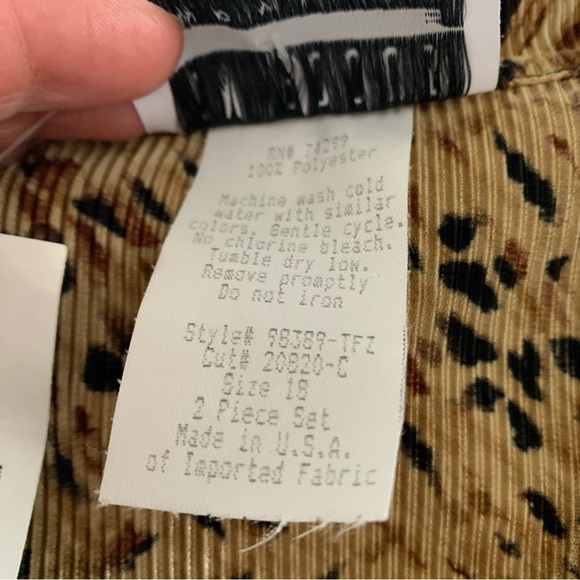 RN# 74299
100% Polyester
Machine wash cold
water with similar
colors. Gentle cycle.
No chlorine bleach.
Tumble dry low.
Remove promptly
Do not iron
Style# 98389-TFZ
Cut# 20820-C
Size 18
2 Piece Set
Made in U.S.A.
of Imported Fabric